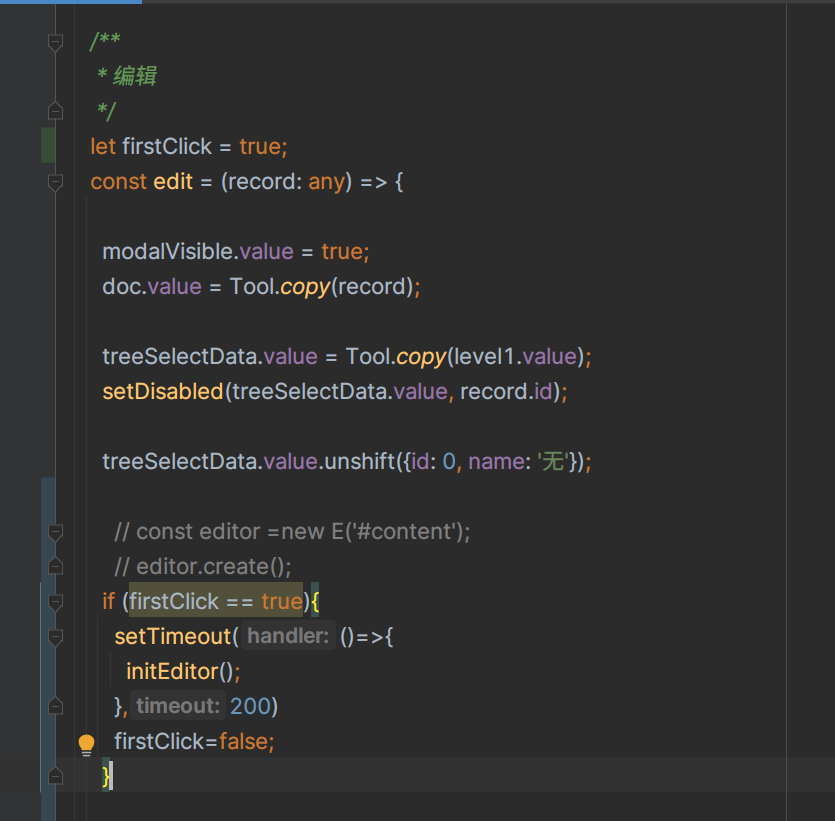 /**
* 编辑
*/
let firstClick = true;
const edit = (record: any) => {
modalVisible.value = true;
doc.value = Tool.copy(record);
treeSelectData.value = Tool.copy(level1.value);
setDisabled(treeSelectData.value, record.id);
treeSelectData.value.unshift({id: 0, name: '无'});
// const editor =new E('#content');
// editor.create();
if (firstClick == true){
setTimeout( handler: ()=>{
initEditor();
}, timeout: 200)
firstClick=false;
}